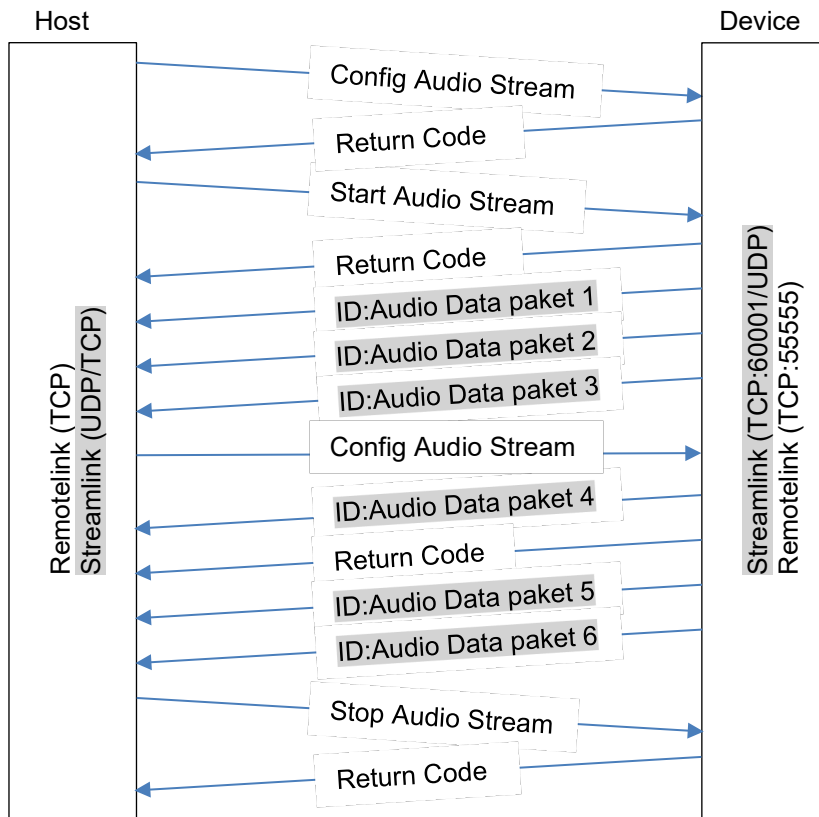 Host
Device
Config Audio Stream
Return Code
Start Audio Stream
Return Code
ID:Audio Data paket 1
ID:Audio Data paket 2
ID:Audio Data paket 3
Config Audio Stream
ID:Audio Data paket 4
Return Code
ID:Audio Data paket 5
ID:Audio Data paket 6
Stop Audio Stream
Return Code
Remotelink (TCP)
Streamlink (UDP/TCP)
Streamlink (TCP:60001/UDP)
Remotelink (TCP:55555)